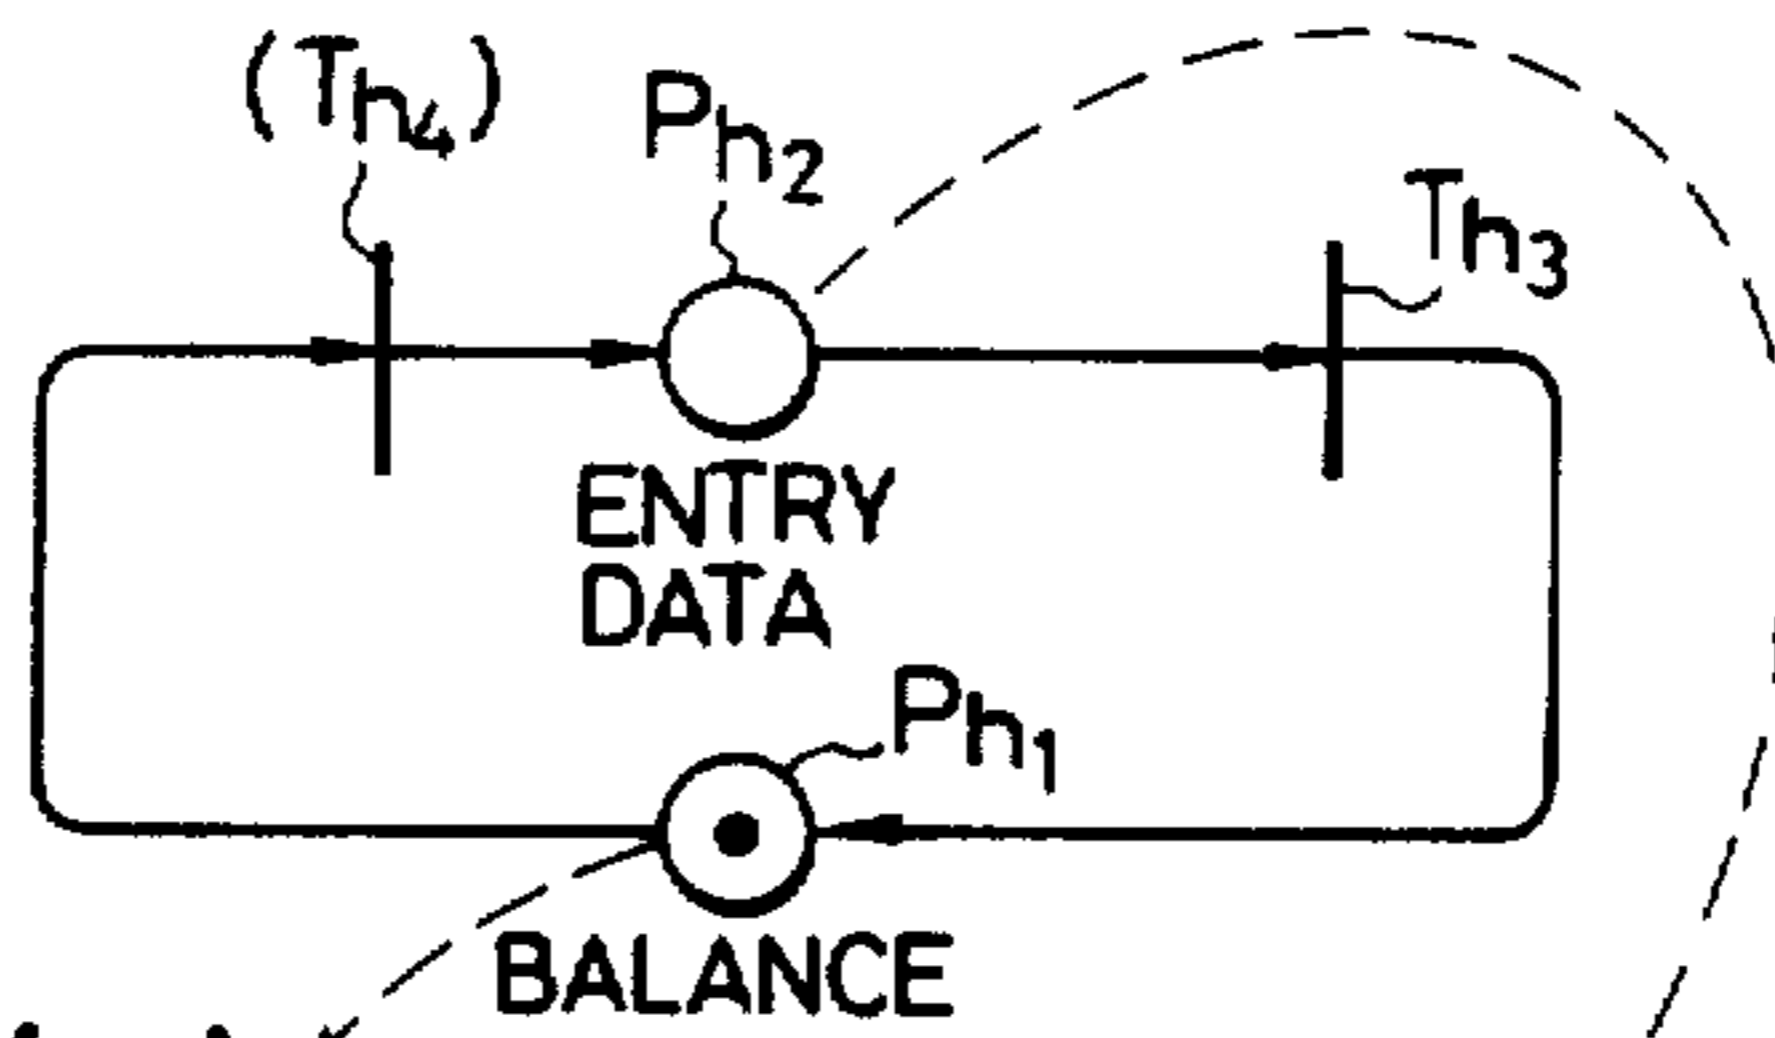 (Th4)
Ph2
Th3
ENTRY
DATA
Ph1
BALANCE